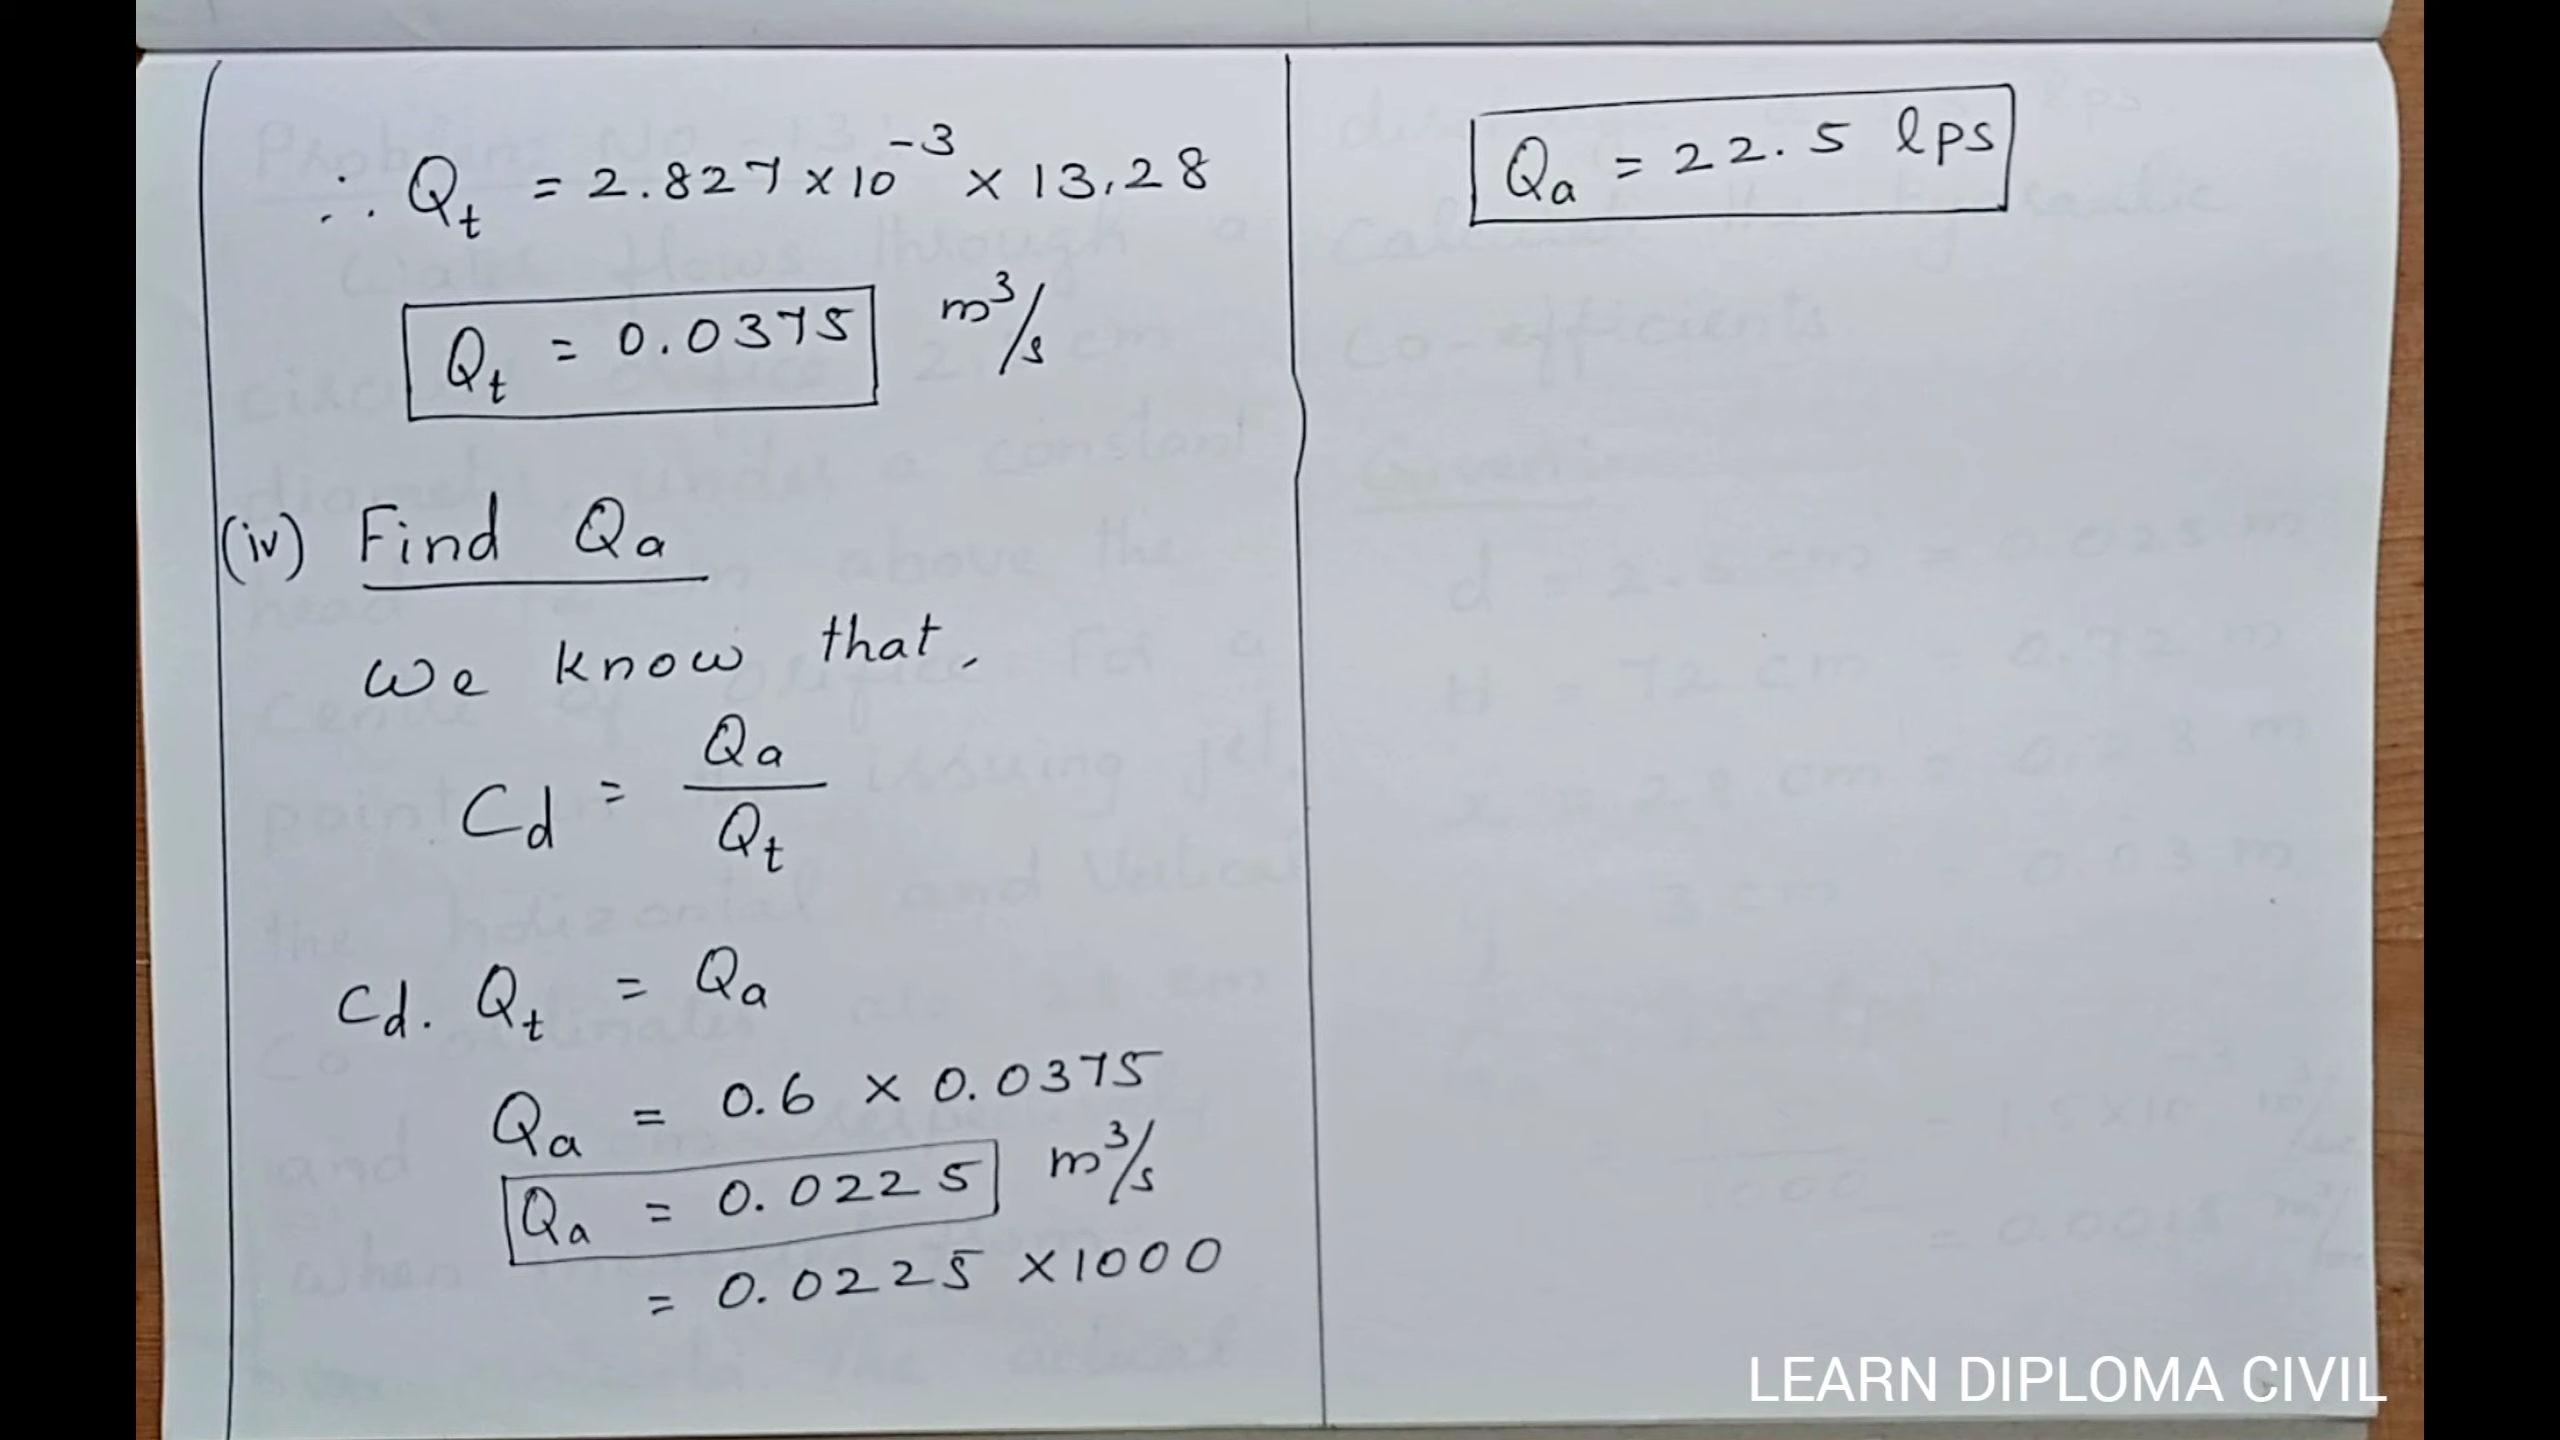 ∴ Qt = 2.827 × 10⁻³ × 13.28
Qt = 0.0375 m³/s
(iv) Find Qa
We know that,
Cd = Qa / Qt
Cd. Qt = Qa
Qa = 0.6 × 0.0375
Qa = 0.0225 m³/s
= 0.0225 × 1000
Qa = 22.5 lps
LEARN DIPLOMA CIVIL